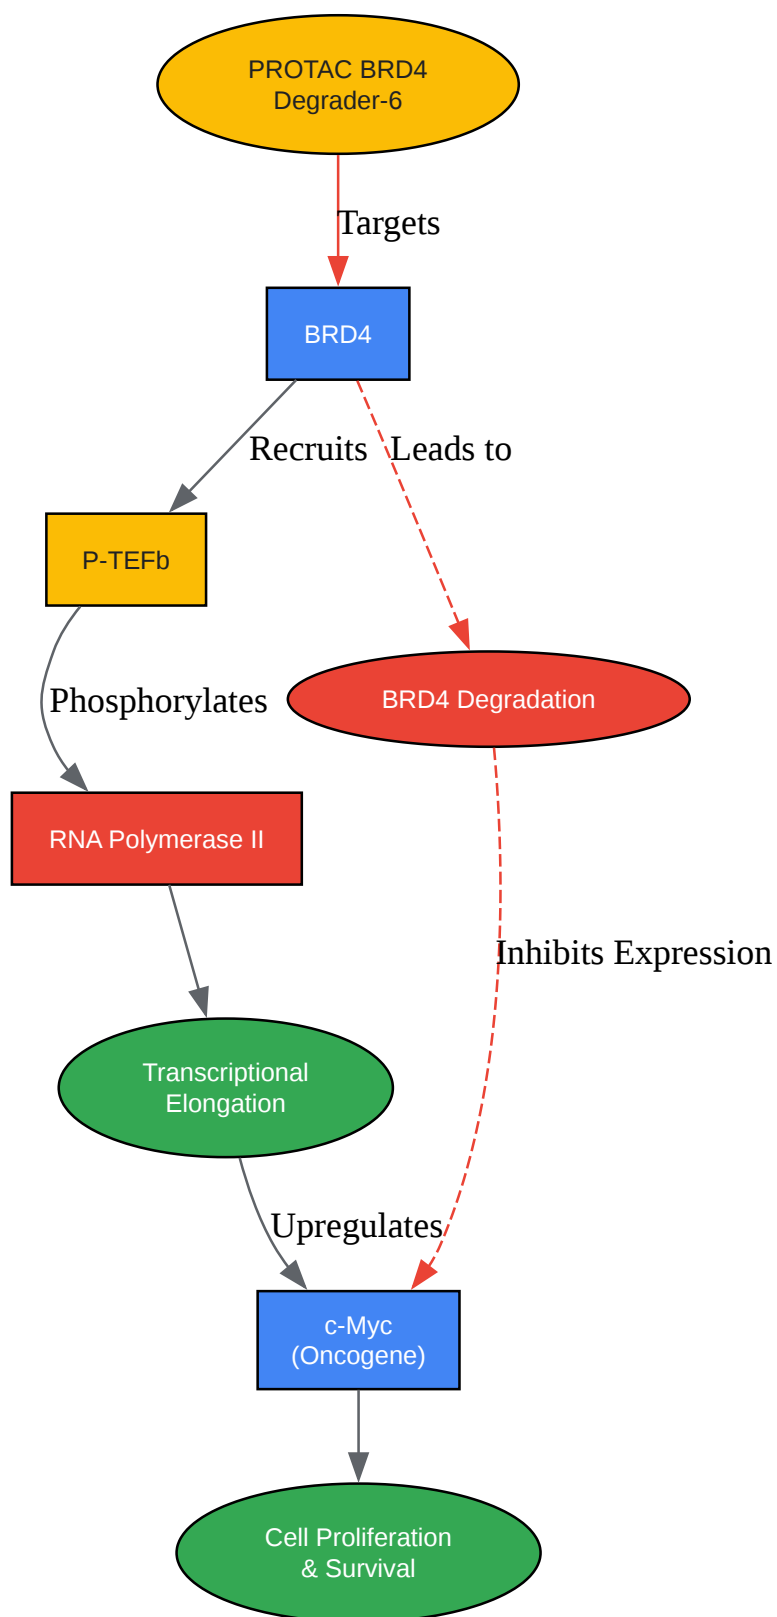 PROTAC BRD4
Degrader-6
Targets
BRD4
Recruits
Leads to
P-TEFb
Phosphorylates
BRD4 Degradation
RNA Polymerase II
Inhibits Expression
Transcriptional
Elongation
Upregulates
c-Myc
(Oncogene)
Cell Proliferation
& Survival